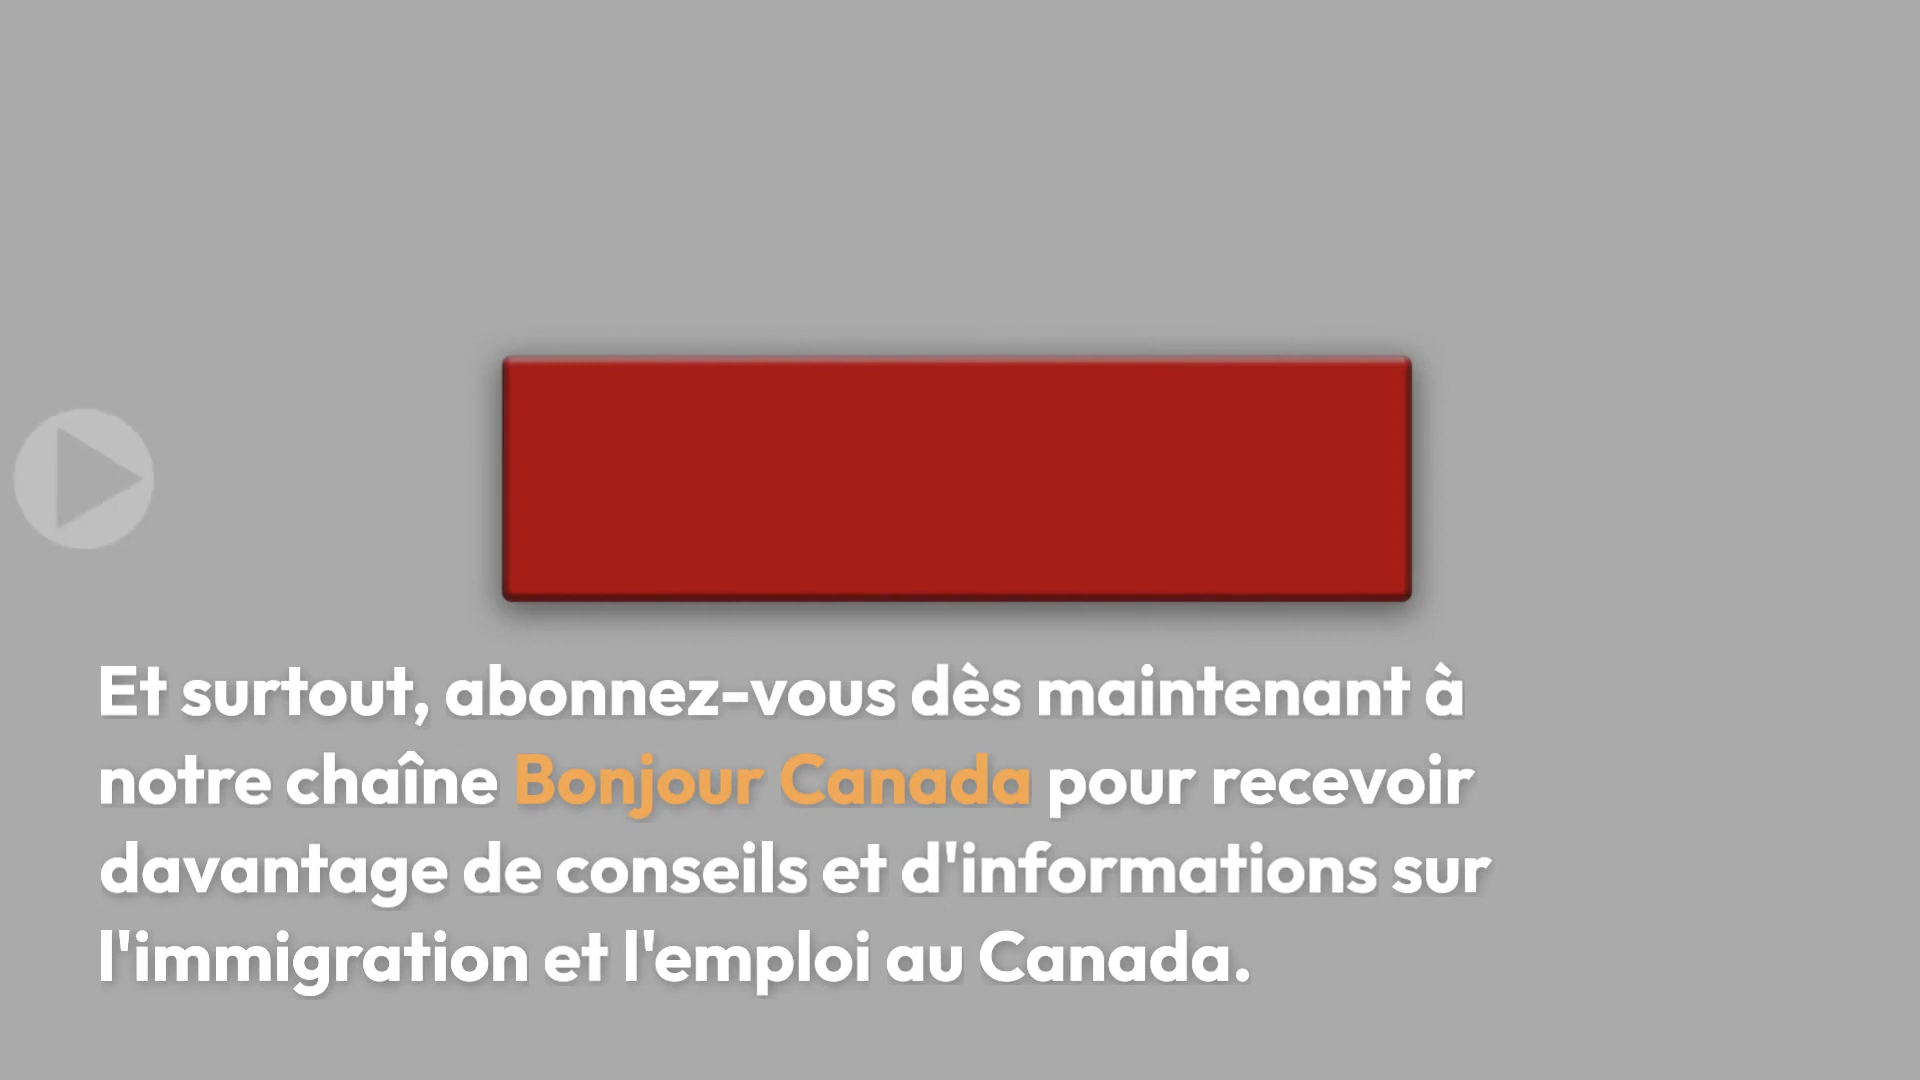 Et surtout, abonnez-vous dès maintenant à
notre chaîne Bonjour Canada pour recevoir
davantage de conseils et d'informations sur
l'immigration et l'emploi au Canada.